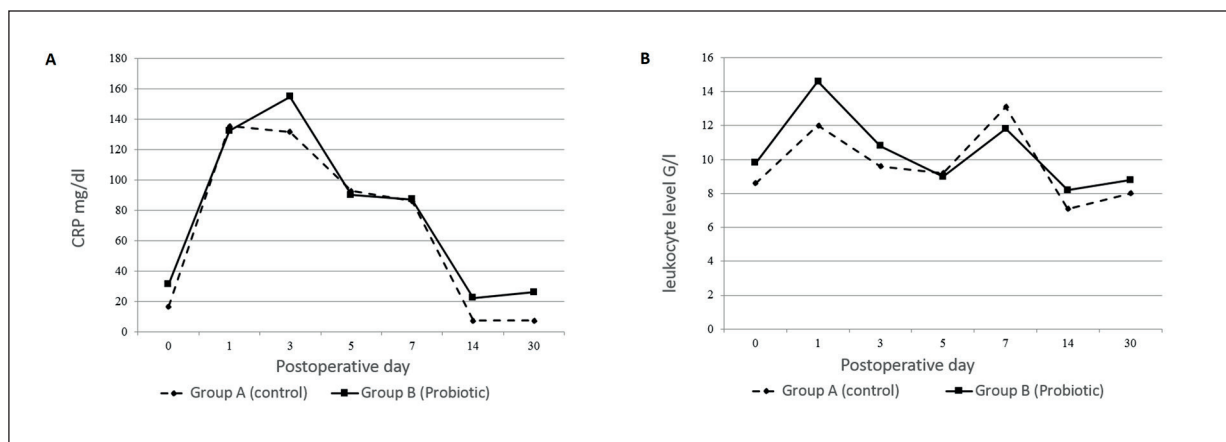 A
CRP mg/dl
180
160
140
120
100
80
60
40
20
0
0 1 3 5 7 14 30
Postoperative day
Group A (control) Group B (Probiotic)
B
leukocyte level G/l
16
14
12
10
8
6
4
2
0
0 1 3 5 7 14 30
Postoperative day
Group A (control) Group B (Probiotic)